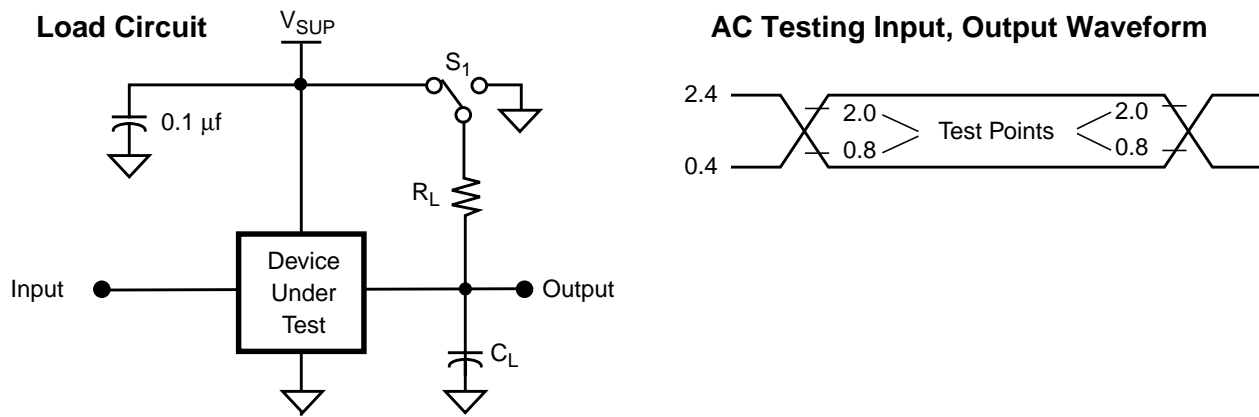 Load Circuit
V_SUP
S_1
0.1 μf
R_L
Input
Device
Under
Test
Output
C_L
AC Testing Input, Output Waveform
2.4
2.0
2.0
Test Points
0.8
0.8
0.4